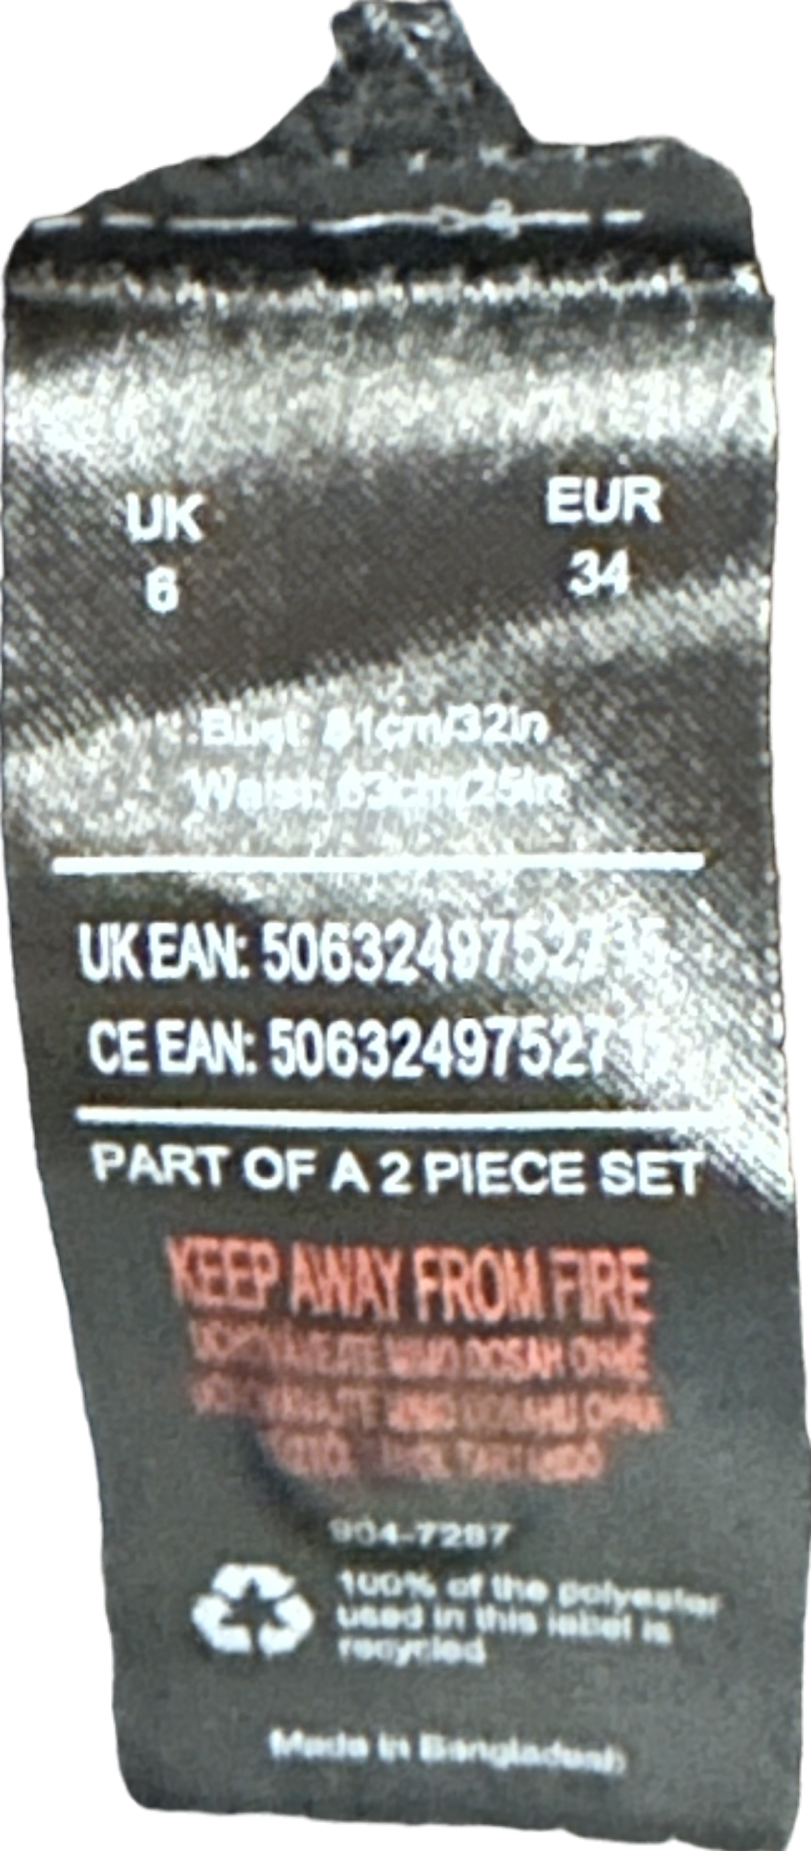 UK
6
EUR
34
Bust: 81cm/32in
Waist: 63cm/25in
UK EAN:
CE EAN:
PART OF A 2 PIECE SET
KEEP AWAY FROM FIRE
DOSAH OHNE
904-7287
100% of the polyester
used in this label is
recycled
Made in Bangladesh